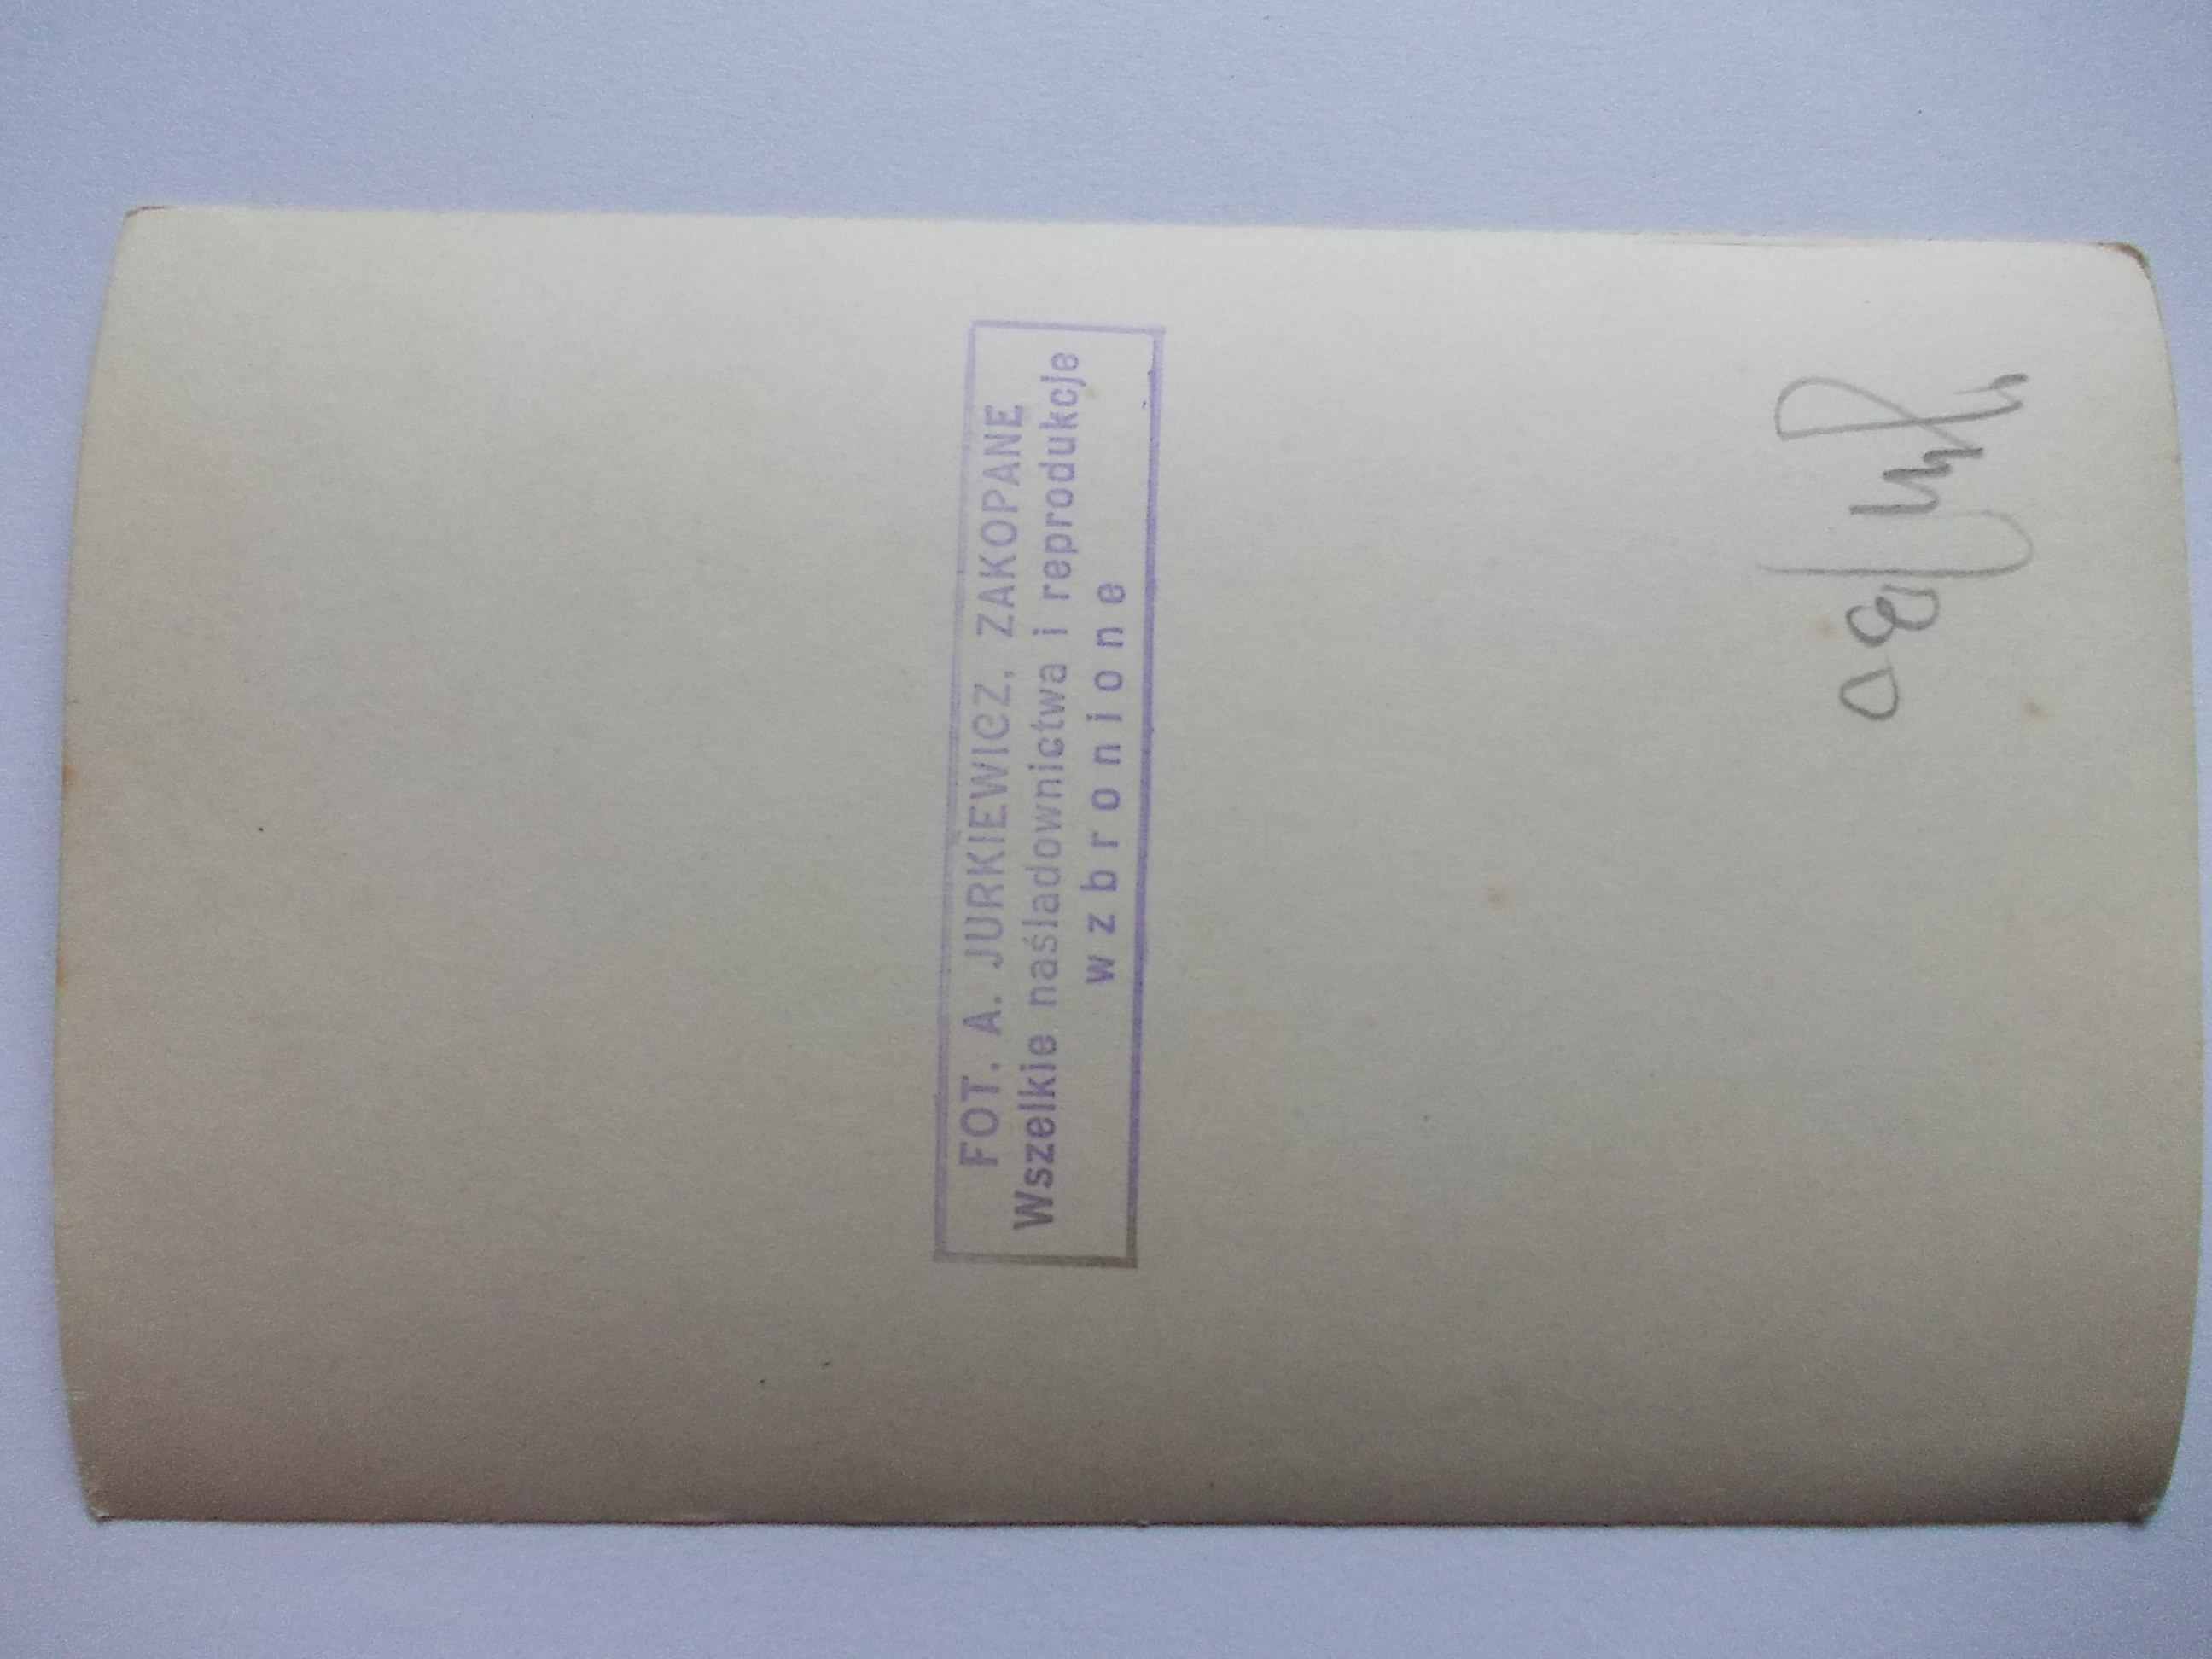 FOT. A. JURKIEWICZ, ZAKOPANE
Wszelkie naśladownictwa i reprodukcje
wzbronione